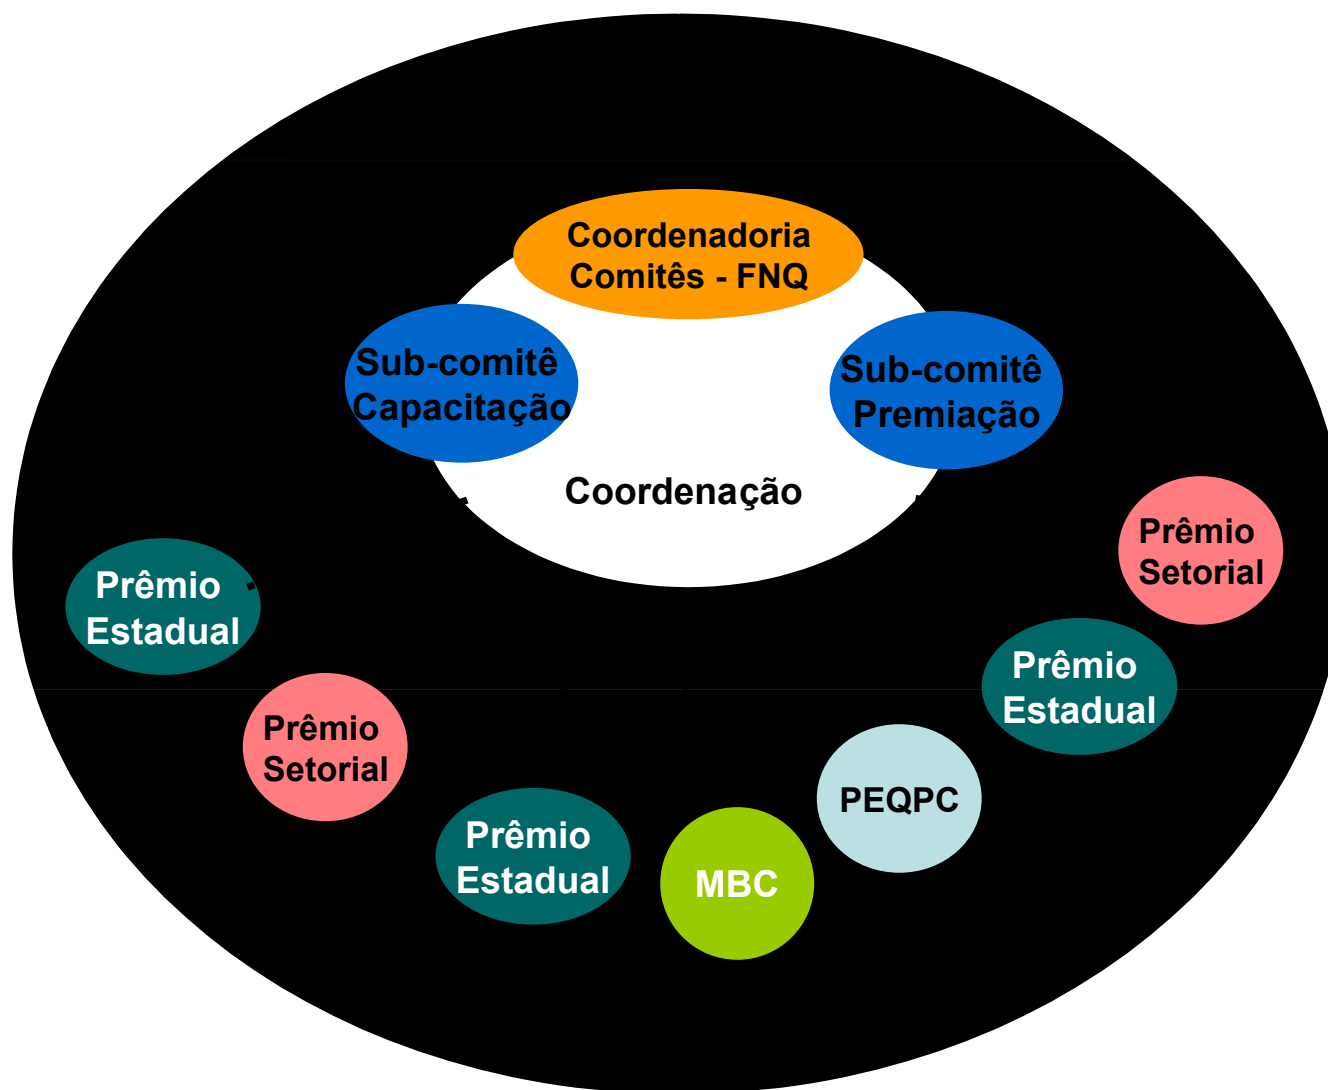 Coordenadoria
Comitês - FNQ
Sub-comitê
Capacitação
Sub-comitê
Premiação
Coordenação
Prêmio
Setorial
Prêmio
Estadual
Prêmio
Estadual
Prêmio
Setorial
PEQPC
Prêmio
Estadual
MBC